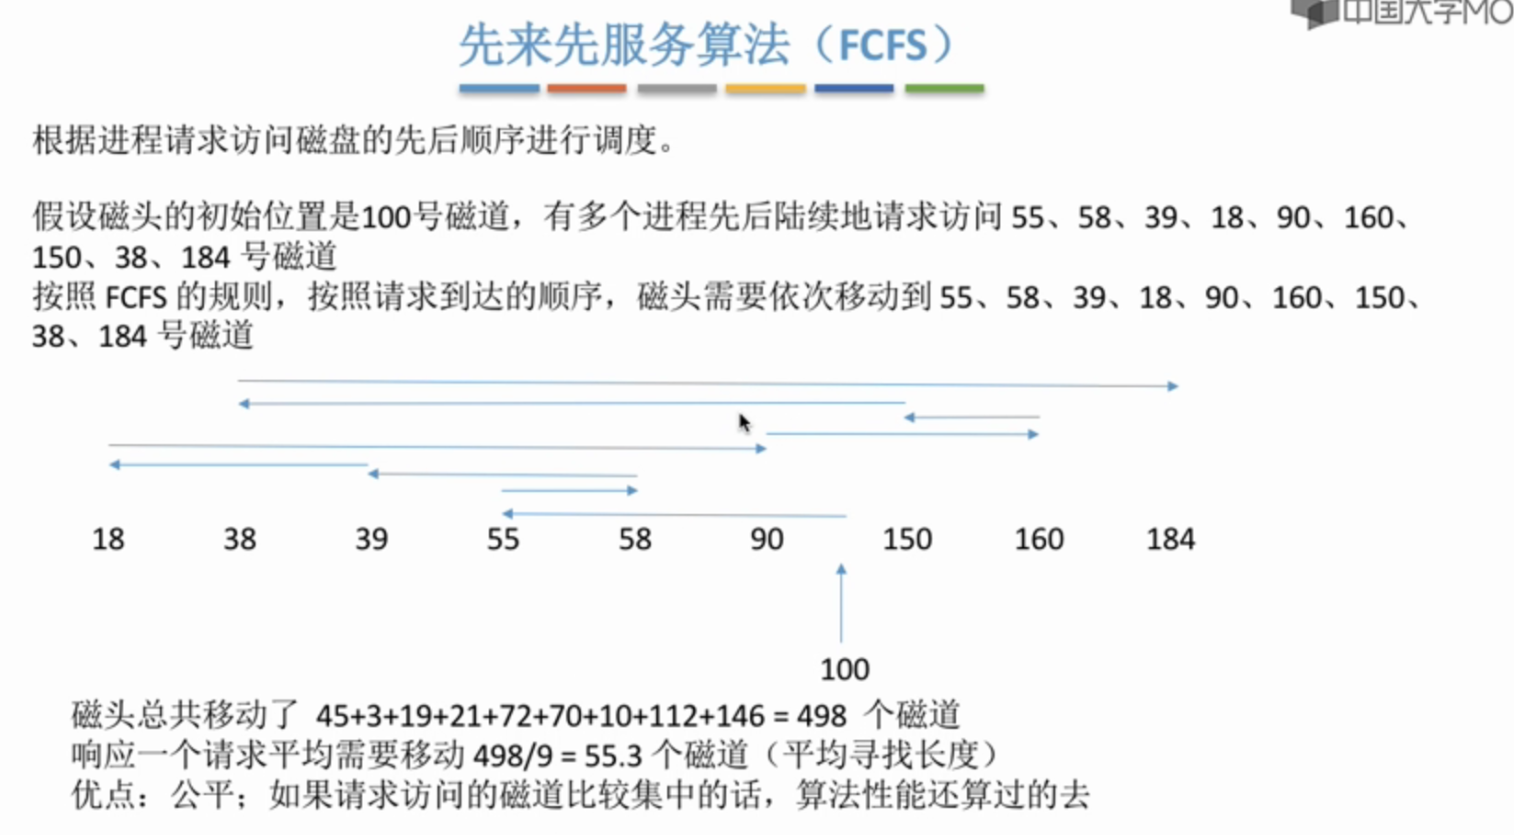 中国大学MO
先来先服务算法（FCFS）
根据进程请求访问磁盘的先后顺序进行调度。
假设磁头的初始位置是100号磁道，有多个进程先后陆续地请求访问 55、58、39、18、90、160、
150、38、184 号磁道
按照 FCFS 的规则，按照请求到达的顺序，磁头需要依次移动到 55、58、39、18、90、160、150、
38、184 号磁道
18 38 39 55 58 90 150 160 184
100
磁头总共移动了 45+3+19+21+72+70+10+112+146 = 498 个磁道
响应一个请求平均需要移动 498/9 = 55.3 个磁道（平均寻找长度）
优点：公平；如果请求访问的磁道比较集中的话，算法性能还算过的去